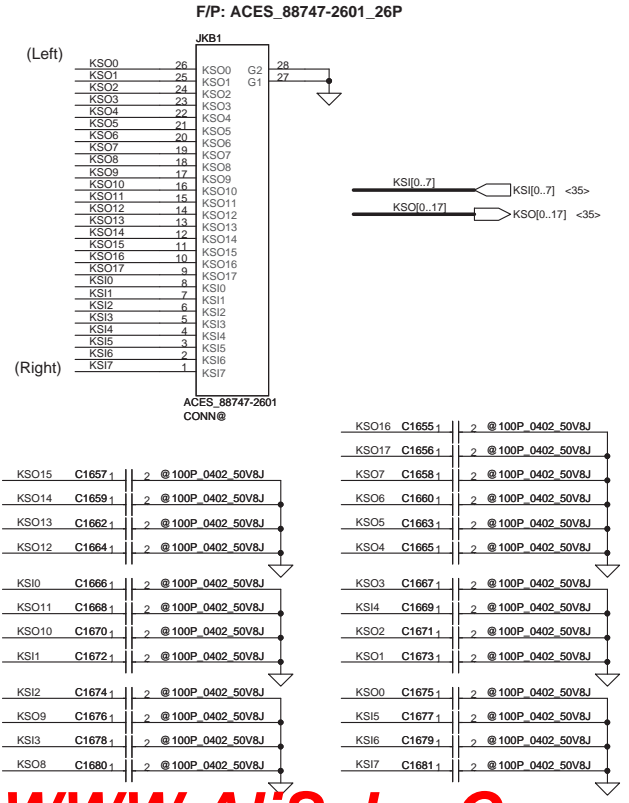 F/P: ACES_88747-2601_26P
JKB1
(Left)
KSO0 26 KSO0 G2 28
KSO1 25 KSO1 G1 27
KSO2 24 KSO2
KSO3 23 KSO3
KSO4 22 KSO4
KSO5 21 KSO5
KSO6 20 KSO6
KSO7 19 KSO7
KSO8 18 KSO8
KSO9 17 KSO9
KSO10 16 KSO10
KSO11 15 KSO11
KSO12 14 KSO12
KSO13 13 KSO13
KSO14 12 KSO14
KSO15 11 KSO15
KSO16 10 KSO16
KSO17 9 KSO17
KSI0 8 KSI0
KSI1 7 KSI1
KSI2 6 KSI2
KSI3 5 KSI3
KSI4 4 KSI4
KSI5 3 KSI5
KSI6 2 KSI6
KSI7 1 KSI7
(Right)
ACES_88747-2601
CONN@
KSI[0..7] KSI[0..7] <35>
KSO[0..17] KSO[0..17] <35>
KSO15 C1657 1 2 @100P_0402_50V8J
KSO14 C1659 1 2 @100P_0402_50V8J
KSO13 C1662 1 2 @100P_0402_50V8J
KSO12 C1664 1 2 @100P_0402_50V8J
KSI0 C1666 1 2 @100P_0402_50V8J
KSO11 C1668 1 2 @100P_0402_50V8J
KSO10 C1670 1 2 @100P_0402_50V8J
KSI1 C1672 1 2 @100P_0402_50V8J
KSI2 C1674 1 2 @100P_0402_50V8J
KSO9 C1676 1 2 @100P_0402_50V8J
KSI3 C1678 1 2 @100P_0402_50V8J
KSO8 C1680 1 2 @100P_0402_50V8J
KSO16 C1655 1 2 @100P_0402_50V8J
KSO17 C1656 1 2 @100P_0402_50V8J
KSO7 C1658 1 2 @100P_0402_50V8J
KSO6 C1660 1 2 @100P_0402_50V8J
KSO5 C1663 1 2 @100P_0402_50V8J
KSO4 C1665 1 2 @100P_0402_50V8J
KSO3 C1667 1 2 @100P_0402_50V8J
KSI4 C1669 1 2 @100P_0402_50V8J
KSO2 C1671 1 2 @100P_0402_50V8J
KSO1 C1673 1 2 @100P_0402_50V8J
KSO0 C1675 1 2 @100P_0402_50V8J
KSI5 C1677 1 2 @100P_0402_50V8J
KSI6 C1679 1 2 @100P_0402_50V8J
KSI7 C1681 1 2 @100P_0402_50V8J